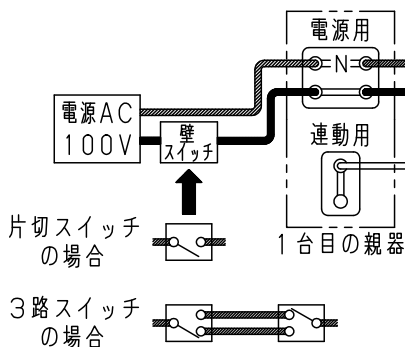 電源用
N
電源AC
100V
壁
スイッチ
連動用
1台目の親器
片切スイッチ
の場合
3路スイッチ
の場合